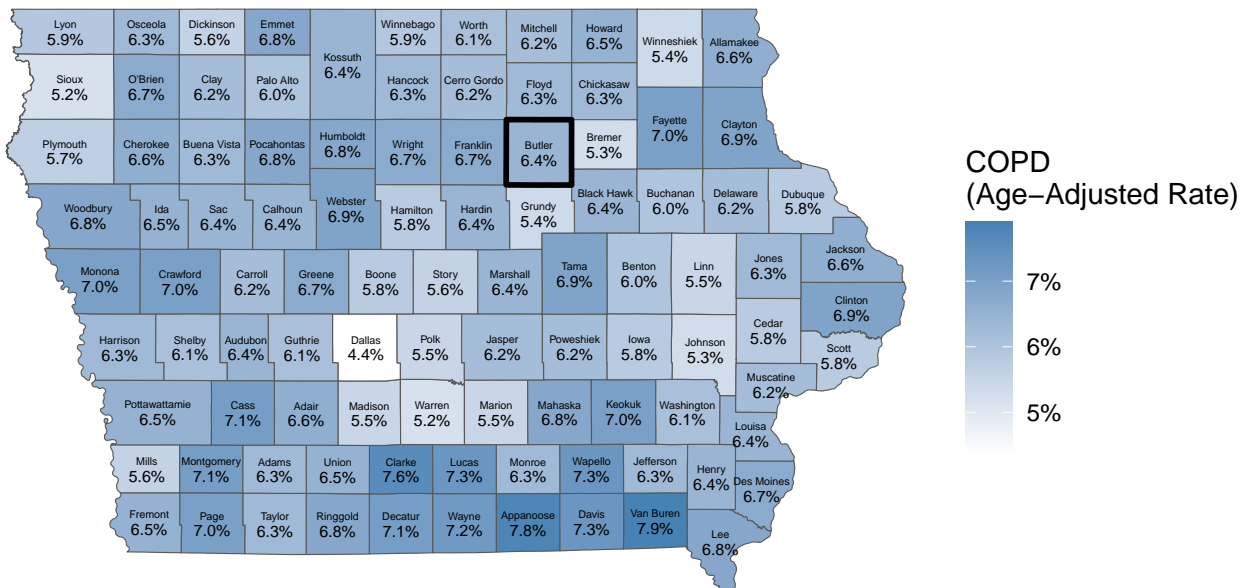 Lyon
5.9%
Osceola
6.3%
Dickinson
5.6%
Emmet
6.8%
Kossuth
6.4%
Winnebago
5.9%
Worth
6.1%
Mitchell
6.2%
Howard
6.5%
Winneshiek
5.4%
Allamakee
6.6%
Sioux
5.2%
O'Brien
6.7%
Clay
6.2%
Palo Alto
6.0%
Hancock
6.3%
Cerro Gordo
6.2%
Floyd
6.3%
Chickasaw
6.3%
Fayette
7.0%
Clayton
6.9%
Plymouth
5.7%
Cherokee
6.6%
Buena Vista
6.3%
Pocahontas
6.8%
Humboldt
6.8%
Wright
6.7%
Franklin
6.7%
Butler
6.4%
Bremer
5.3%
Woodbury
6.8%
Ida
6.5%
Sac
6.4%
Calhoun
6.4%
Webster
6.9%
Hamilton
5.8%
Hardin
6.4%
Grundy
5.4%
Black Hawk
6.4%
Buchanan
6.0%
Delaware
6.2%
Dubuque
5.8%
Monona
7.0%
Crawford
7.0%
Carroll
6.2%
Greene
6.7%
Boone
5.8%
Story
5.6%
Marshall
6.4%
Tama
6.9%
Benton
6.0%
Linn
5.5%
Jones
6.3%
Jackson
6.6%
Clinton
6.9%
Harrison
6.3%
Shelby
6.1%
Audubon
6.4%
Guthrie
6.1%
Dallas
4.4%
Polk
5.5%
Jasper
6.2%
Poweshiek
6.2%
Iowa
5.8%
Johnson
5.3%
Cedar
5.8%
Scott
5.8%
Muscatine
6.2%
Pottawattamie
6.5%
Cass
7.1%
Adair
6.6%
Madison
5.5%
Warren
5.2%
Marion
5.5%
Mahaska
6.8%
Keokuk
7.0%
Washington
6.1%
Louisa
6.4%
Mills
5.6%
Montgomery
7.1%
Adams
6.3%
Union
6.5%
Clarke
7.6%
Lucas
7.3%
Monroe
6.3%
Wapello
7.3%
Jefferson
6.3%
Henry
6.4%
Des Moines
6.7%
Fremont
6.5%
Page
7.0%
Taylor
6.3%
Ringgold
6.8%
Decatur
7.1%
Wayne
7.2%
Appanoose
7.8%
Davis
7.3%
Van Buren
7.9%
Lee
6.8%
COPD
(Age−Adjusted Rate)
7%
6%
5%